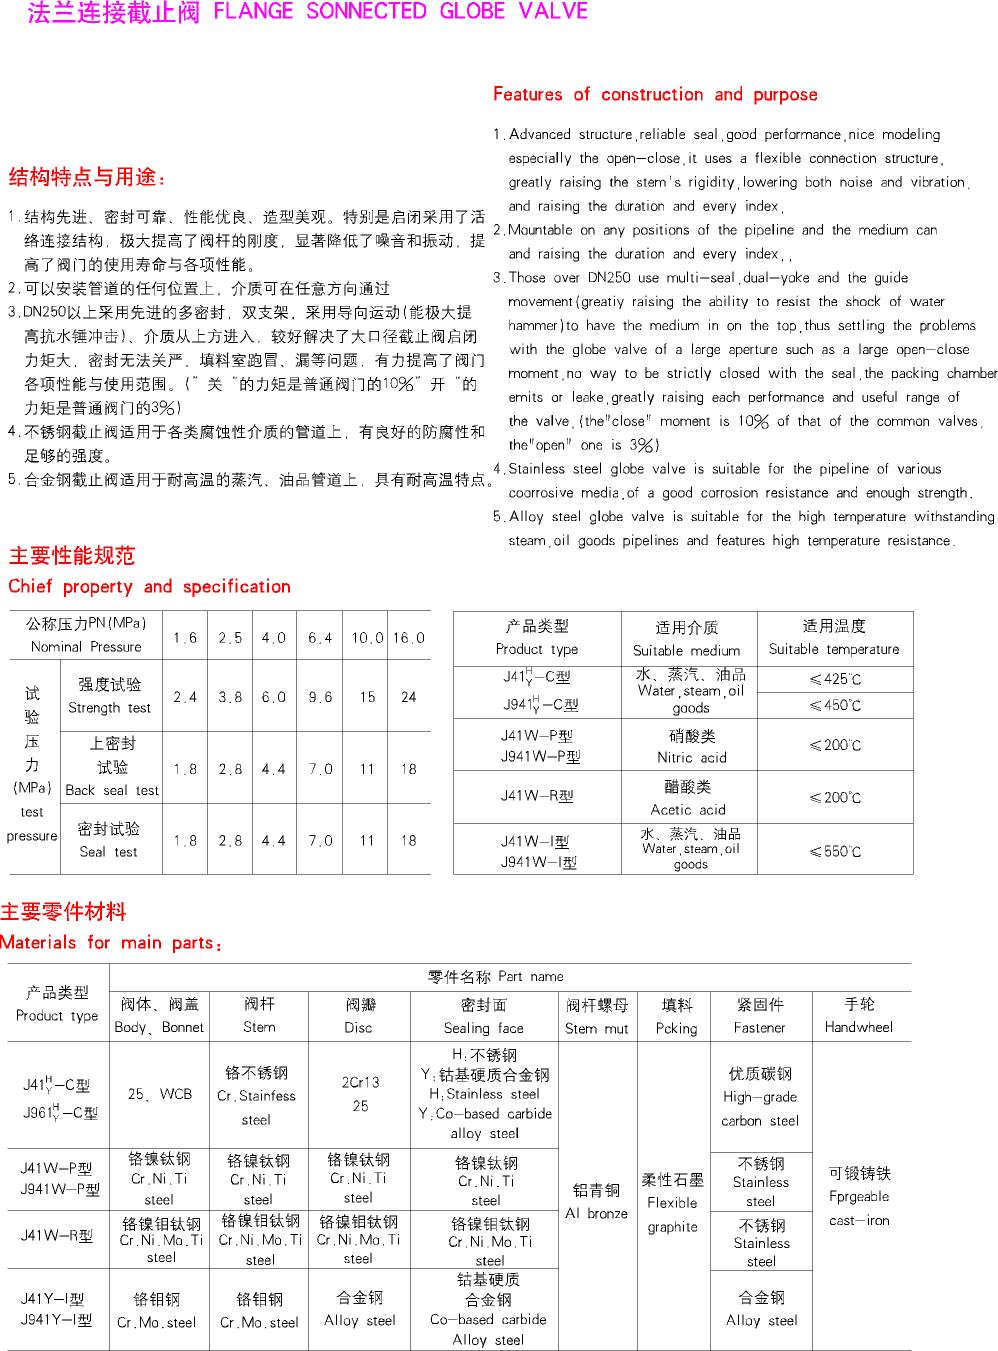 法兰连接截止阀 FLANGE SONNECTED GLOBE VALVE
结构特点与用途:
1.结构先进、密封可靠、性能优良、造型美观。特别是启闭采用了活
络连接结构，极大提高了阀杆的刚度，显著降低了噪音和振动，提
高了阀门的使用寿命与各项性能。
2.可以安装管道的任何位置上，介质可在任意方向通过
3.DN250以上采用先进的多密封，双支架，采用导向运动(能极大提
高抗水锤冲击)、介质从上方进入，较好解决了大口径截止阀启闭
力矩大，密封无法关严，填料室跑冒、漏等问题，有力提高了阀门
各项性能与使用范围。(“ 关 “的力矩是普通阀门的10%“ 开 “的
力矩是普通阀门的3%)
4.不锈钢截止阀适用于各类腐蚀性介质的管道上，有良好的防腐性和
足够的强度。
5.合金钢截止阀适用于耐高温的蒸汽、油品管道上，具有耐高温特点。
Features of construction and purpose
1.Advanced structure,reliable seal,good performance,nice modeling
especially the open-close,it uses a flexible connection structure,
greatly raising the stem's rigidity,lowering both noise and vibration,
and raising the duration and every index,
2.Mountable on any positions of the pipeline and the medium can
and raising the duration and every index,,
3.Those over DN250 use multi-seal,dual-yoke and the guide
movement(greatiy raising the ability to resist the shock of water
hammer)to have the medium in on the top,thus settling the problems
with the globe valve of a large aperture such as a large open-close
moment,no way to be strictly closed with the seal,the packing chamber
emits or leake,greatly raising each performance and useful range of
the valve,(the"close" moment is 10% of that of the common valves,
the"open" one is 3%)
4.Stainless steel globe valve is suitable for the pipeline of various
coorrosive media,of a good corrosion resistance and enough strength.
5.Alloy steel globe valve is suitable for the high temperature withstanding
steam,oil goods pipelines and features high temperature resistance.
主要性能规范
Chief property and specification
公称压力PN(MPa)
Nominal Pressure
1.6 2.5 4.0 6.4 10.0 16.0
试
验
压
力
(MPa)
test
pressure
强度试验
Strength test
2.4 3.8 6.0 9.6 15 24
上密封
试验
Back seal test
1.8 2.8 4.4 7.0 11 18
密封试验
Seal test
1.8 2.8 4.4 7.0 11 18
产品类型 适用介质 适用温度
Product type Suitable medium Suitable temperature
J41H/Y-C型
J941H/Y-C型
水、蒸汽、油品
Water,steam,oil
goods
≤425℃
≤450℃
J41W-P型
J941W-P型
硝酸类
Nitric acid
≤200℃
J41W-R型
醋酸类
Acetic acid
≤200℃
J41W-I型
J941W-I型
水、蒸汽、油品
Water,steam,oil
goods
≤550℃
主要零件材料
Materials for main parts:
产品类型
Product type
零件名称 Part name
阀体、阀盖 阀杆 阀瓣 密封面 阀杆螺母 填料 紧固件 手轮
Body、Bonnet Stem Disc Sealing face Stem mut Pcking Fastener Handwheel
J41H/Y-C型
J961H/Y-C型
25、WCB
铬不锈钢
Cr.Stainfess
steel
2Cr13
25
H:不锈钢
Y:钴基硬质合金钢
H:Stainless steel
Y:Co-based carbide
alloy steel
铝青铜
Al bronze
柔性石墨
Flexible
graphite
优质碳钢
High-grade
carbon steel
可锻铸铁
Fprgeable
cast-iron
J41W-P型
J941W-P型
铬镍钛钢
Cr.Ni.Ti
steel
铬镍钛钢
Cr.Ni.Ti
steel
铬镍钛钢
Cr.Ni.Ti
steel
铬镍钛钢
Cr.Ni.Ti
steel
不锈钢
Stainless
steel
J41W-R型
铬镍钼钛钢
Cr.Ni.Mo.Ti
steel
铬镍钼钛钢
Cr.Ni.Mo.Ti
steel
铬镍钼钛钢
Cr.Ni.Mo.Ti
steel
铬镍钼钛钢
Cr.Ni.Mo.Ti
steel
不锈钢
Stainless
steel
J41Y-I型
J941Y-I型
铬钼钢
Cr.Mo.steel
铬钼钢
Cr.Mo.steel
合金钢
Alloy steel
钴基硬质
合金钢
Co-based carbide
Alloy steel
合金钢
Alloy steel